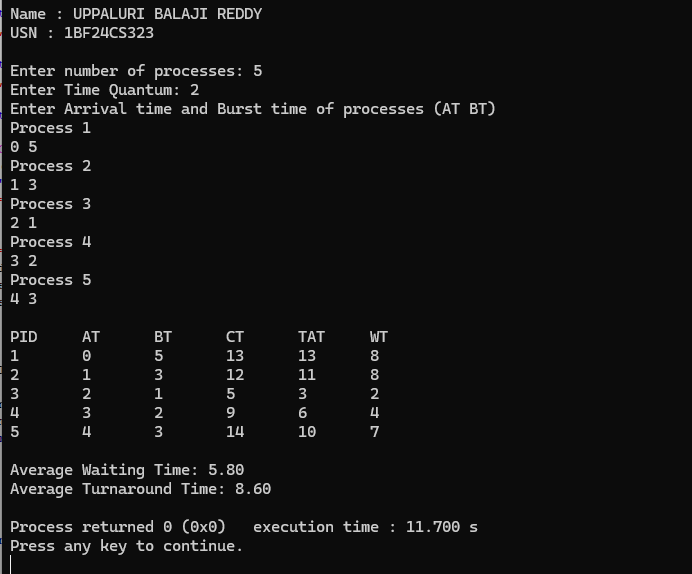 Name : UPPALURI BALAJI REDDY
USN : 1BF24CS323
Enter number of processes: 5
Enter Time Quantum: 2
Enter Arrival time and Burst time of processes (AT BT)
Process 1
0 5
Process 2
1 3
Process 3
2 1
Process 4
3 2
Process 5
4 3
PID AT BT CT TAT WT
1 0 5 13 13 8
2 1 3 12 11 8
3 2 1 5 3 2
4 3 2 9 6 4
5 4 3 14 10 7
Average Waiting Time: 5.80
Average Turnaround Time: 8.60
Process returned 0 (0x0) execution time : 11.700 s
Press any key to continue.